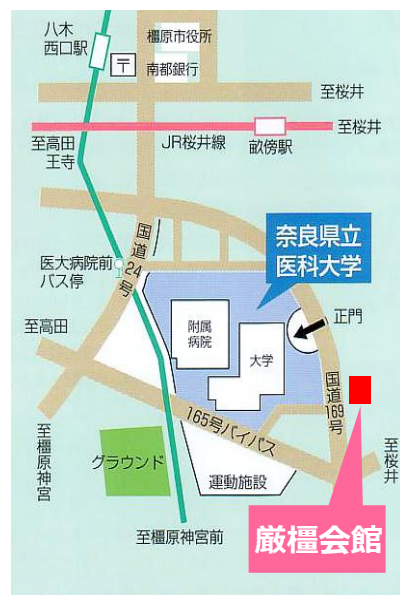 八木
西口駅
〒
橿原市役所
南都銀行
至桜井
至高田
王寺
JR桜井線
畝傍駅
至桜井
国道24号
奈良県立
医科大学
医大病院前
バス停
至高田
附属
病院
大学
正門
国道169号
165号バイパス
至橿原神宮
グラウンド
運動施設
至桜井
至橿原神宮前
厳橿会館